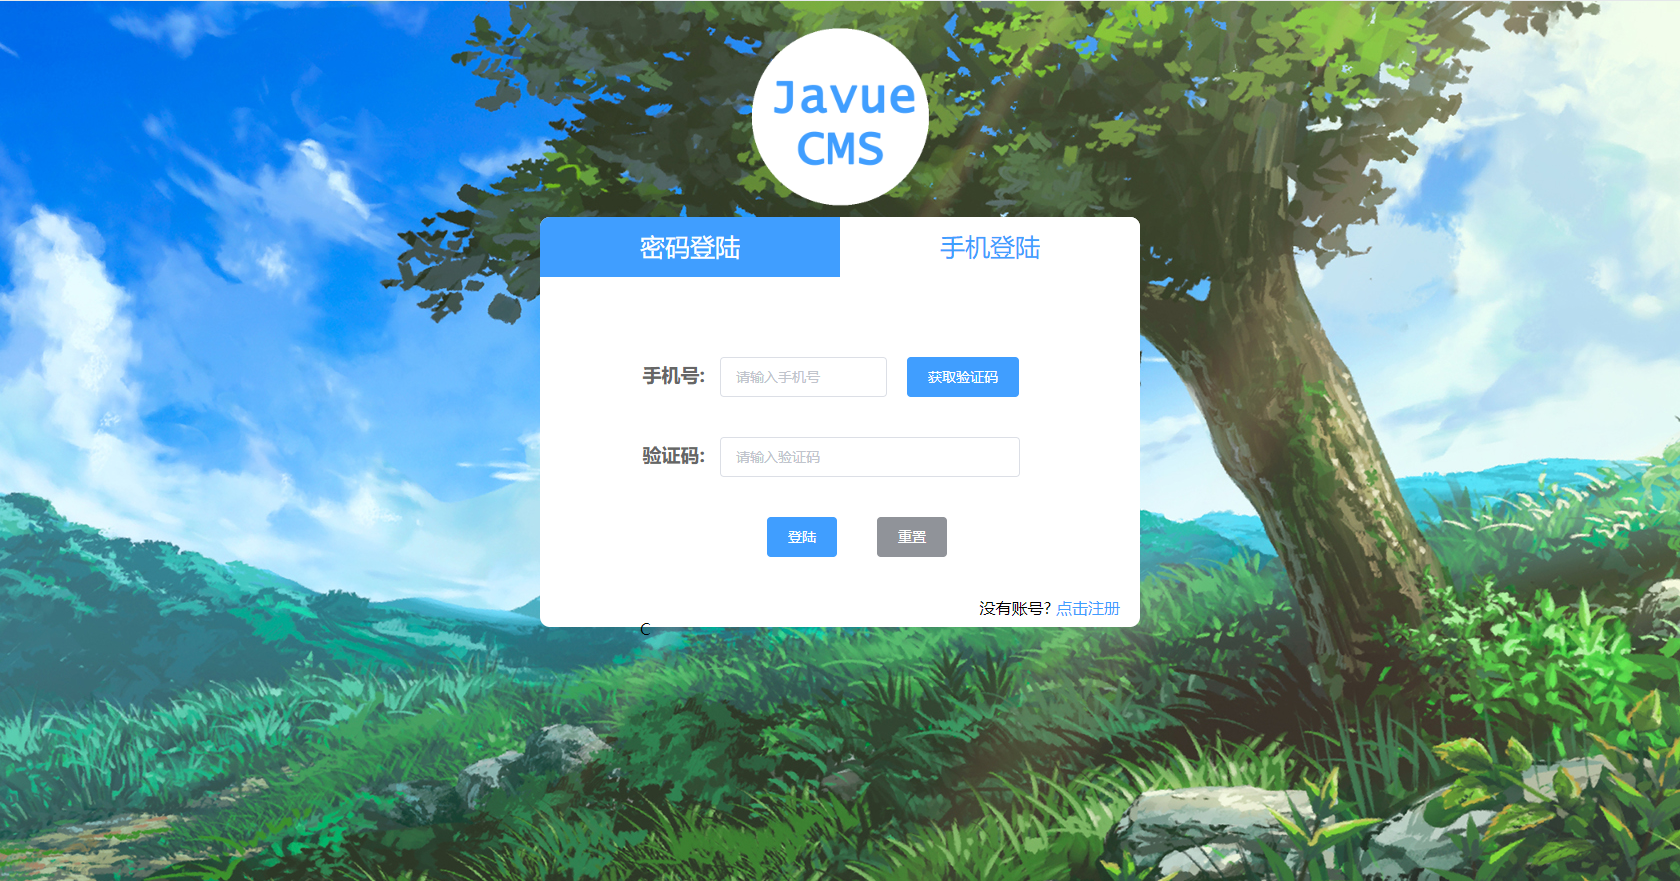 Javue
CMS
密码登陆 手机登陆
手机号: 请输入手机号 获取验证码
验证码: 请输入验证码
登陆 重置
没有账号? 点击注册
C